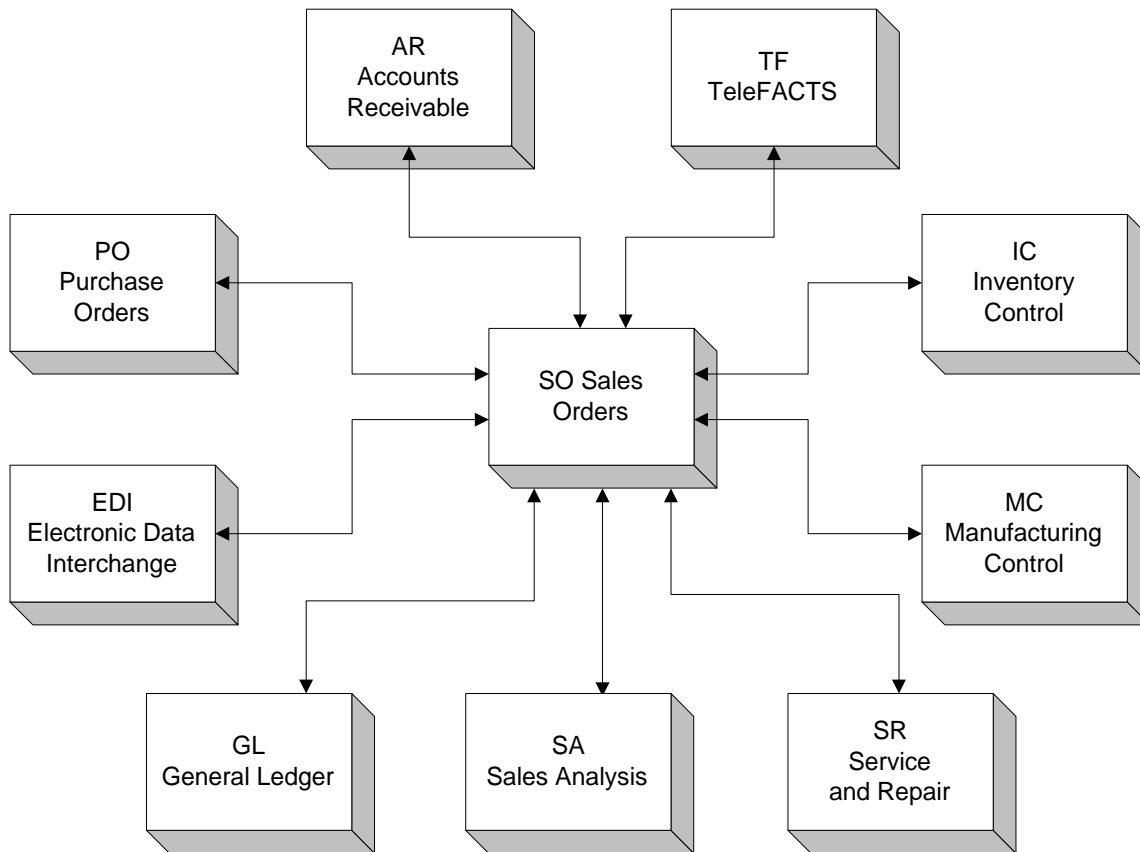 AR
Accounts
Receivable
TF
TeleFACTS
PO
Purchase
Orders
IC
Inventory
Control
SO Sales
Orders
EDI
Electronic Data
Interchange
MC
Manufacturing
Control
GL
General Ledger
SA
Sales Analysis
SR
Service
and Repair